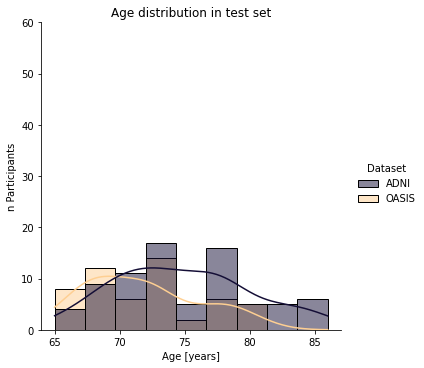 Age distribution in test set
60
50
40
30
20
10
0
n Participants
65 70 75 80 85
Age [years]
Dataset
ADNI
OASIS